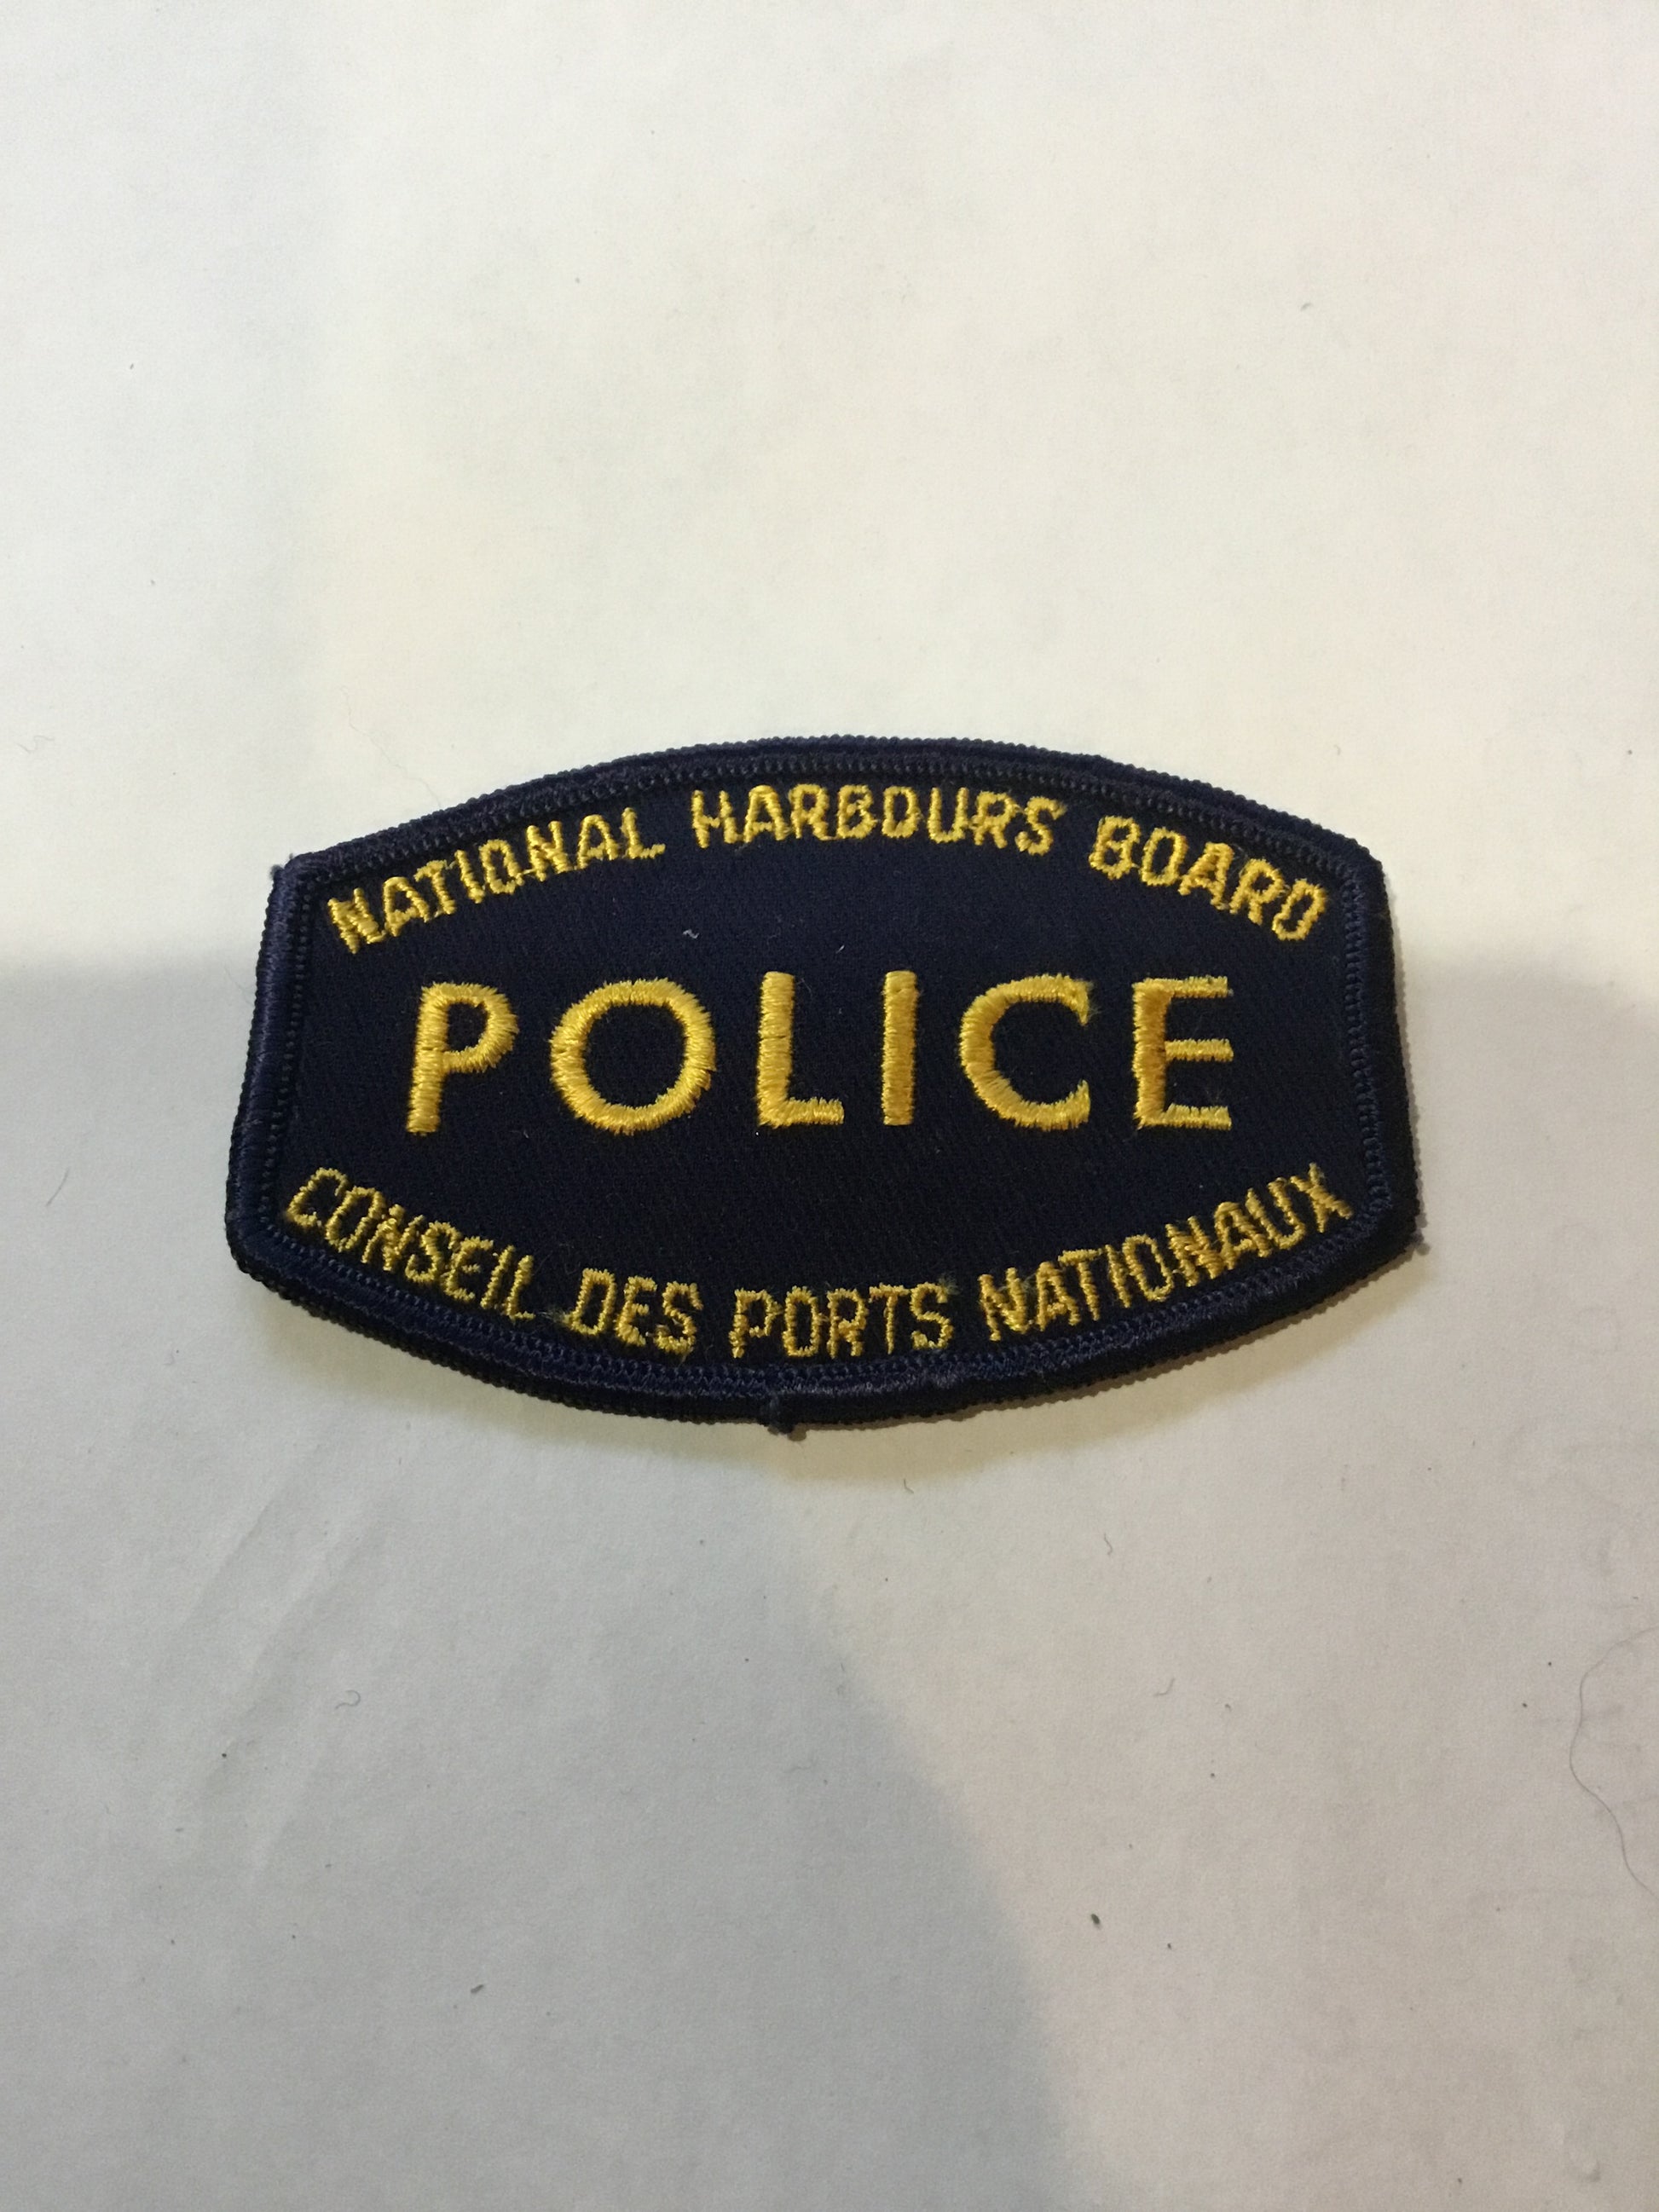 NATIONAL HARBOURS BOARD
POLICE
CONSEIL DES PORTS NATIONAUX